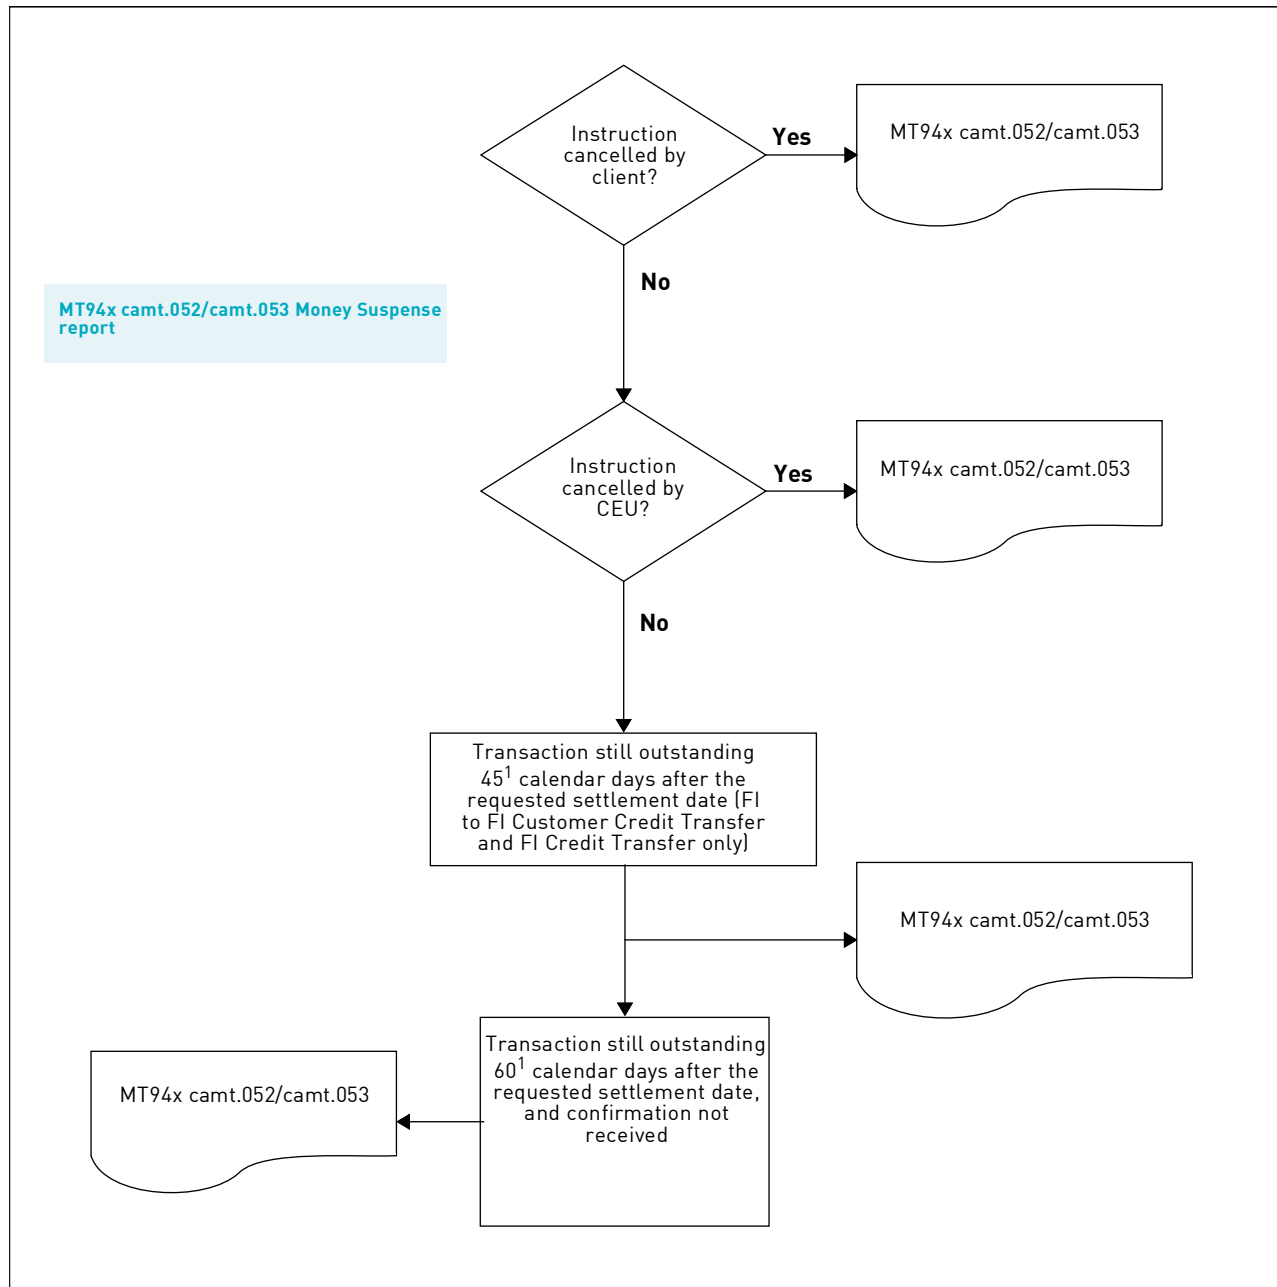 Instruction
cancelled by
client?
Yes
MT94x camt.052/camt.053
No
MT94x camt.052/camt.053 Money Suspense
report
Instruction
cancelled by
CEU?
Yes
MT94x camt.052/camt.053
No
Transaction still outstanding
45¹ calendar days after the
requested settlement date (FI
to FI Customer Credit Transfer
and FI Credit Transfer only)
MT94x camt.052/camt.053
Transaction still outstanding
60¹ calendar days after the
requested settlement date,
and confirmation not
received
MT94x camt.052/camt.053